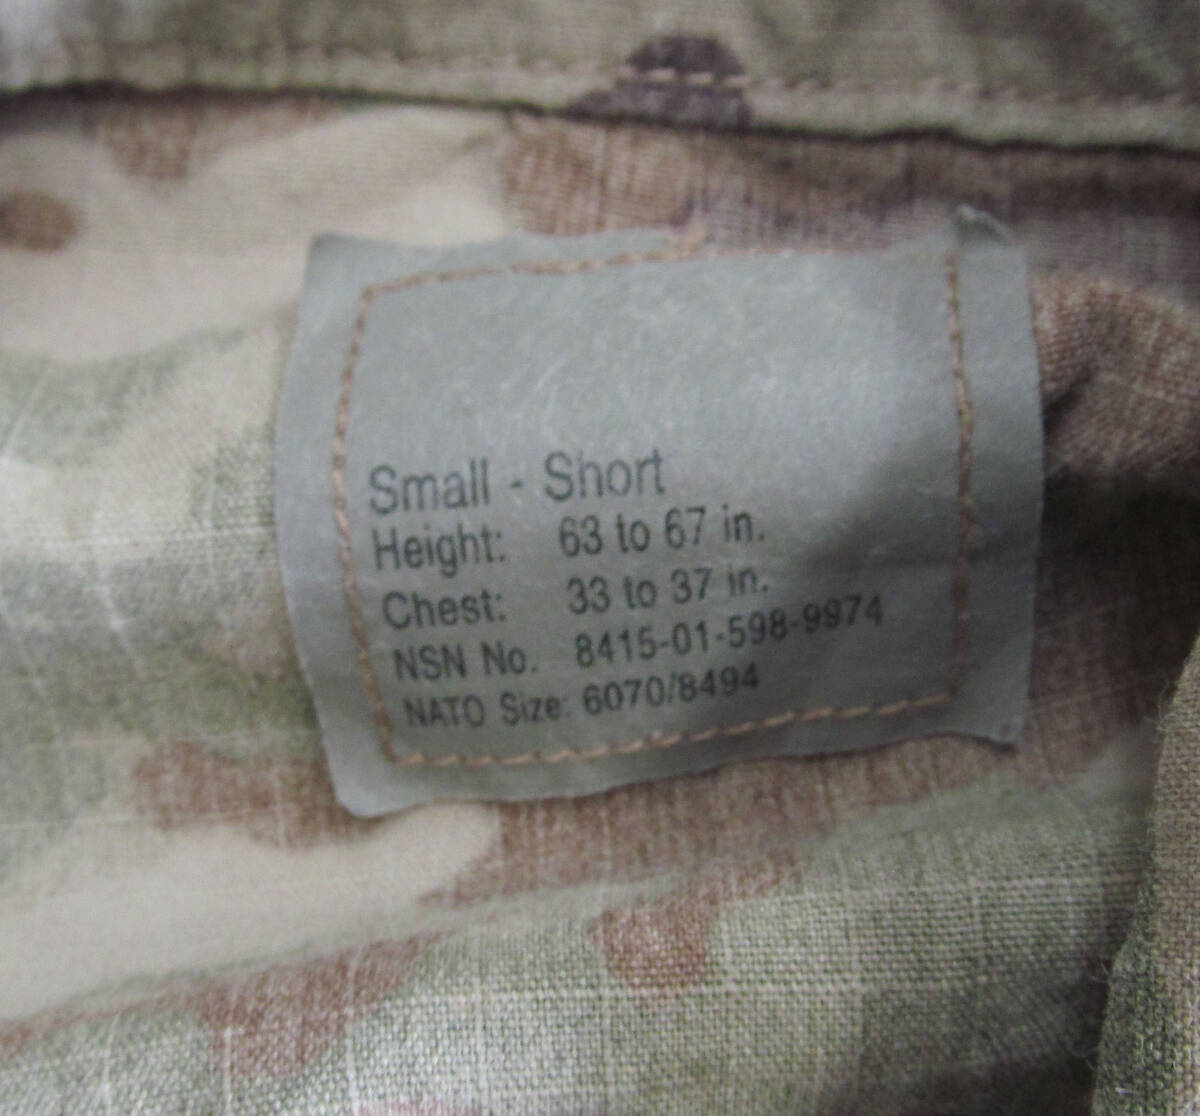 Small - Short
Height: 63 to 67 in.
Chest: 33 to 37 in.
NSN No. 8415-01-598-9974
NATO Size: 6070/8494